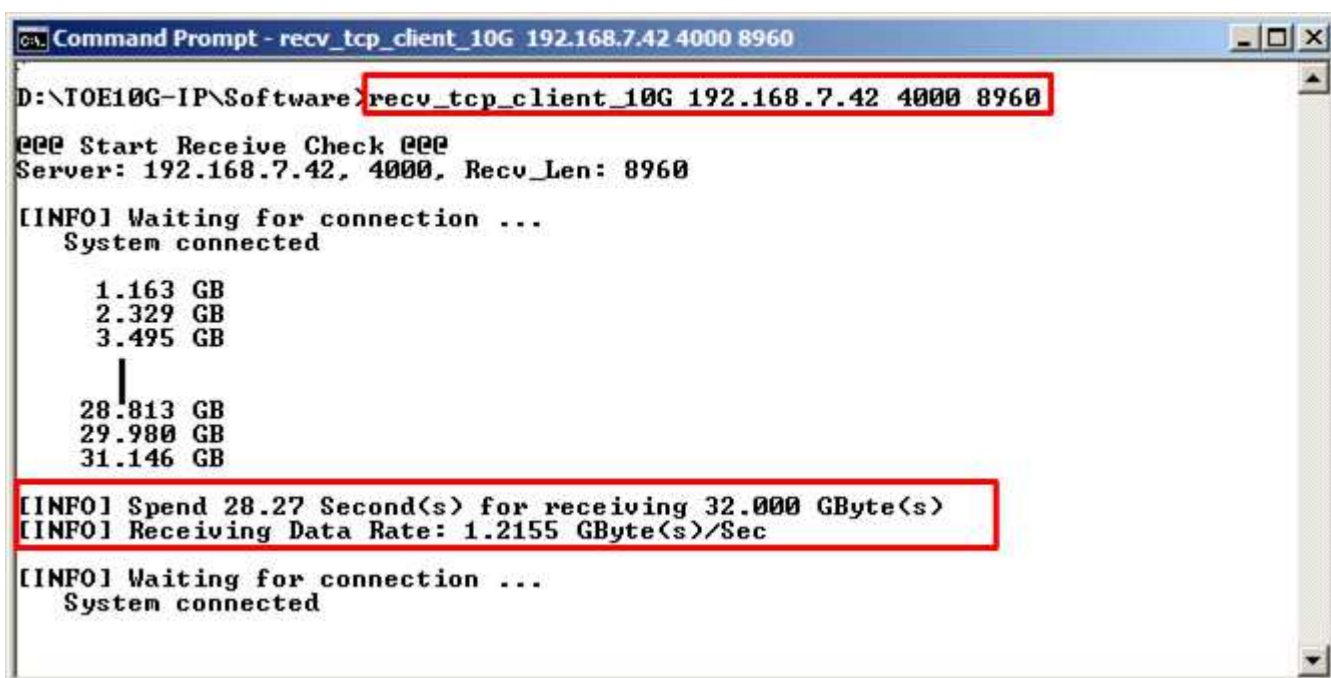 Command Prompt - recv_tcp_client_10G 192.168.7.42 4000 8960
D:\TOE10G-IP\Software>recv_tcp_client_10G 192.168.7.42 4000 8960
@@@ Start Receive Check @@@
Server: 192.168.7.42, 4000, Recv_Len: 8960
[INFO] Waiting for connection ...
System connected
1.163 GB
2.329 GB
3.495 GB
28.813 GB
29.980 GB
31.146 GB
[INFO] Spend 28.27 Second(s) for receiving 32.000 GByte(s)
[INFO] Receiving Data Rate: 1.2155 GByte(s)/Sec
[INFO] Waiting for connection ...
System connected